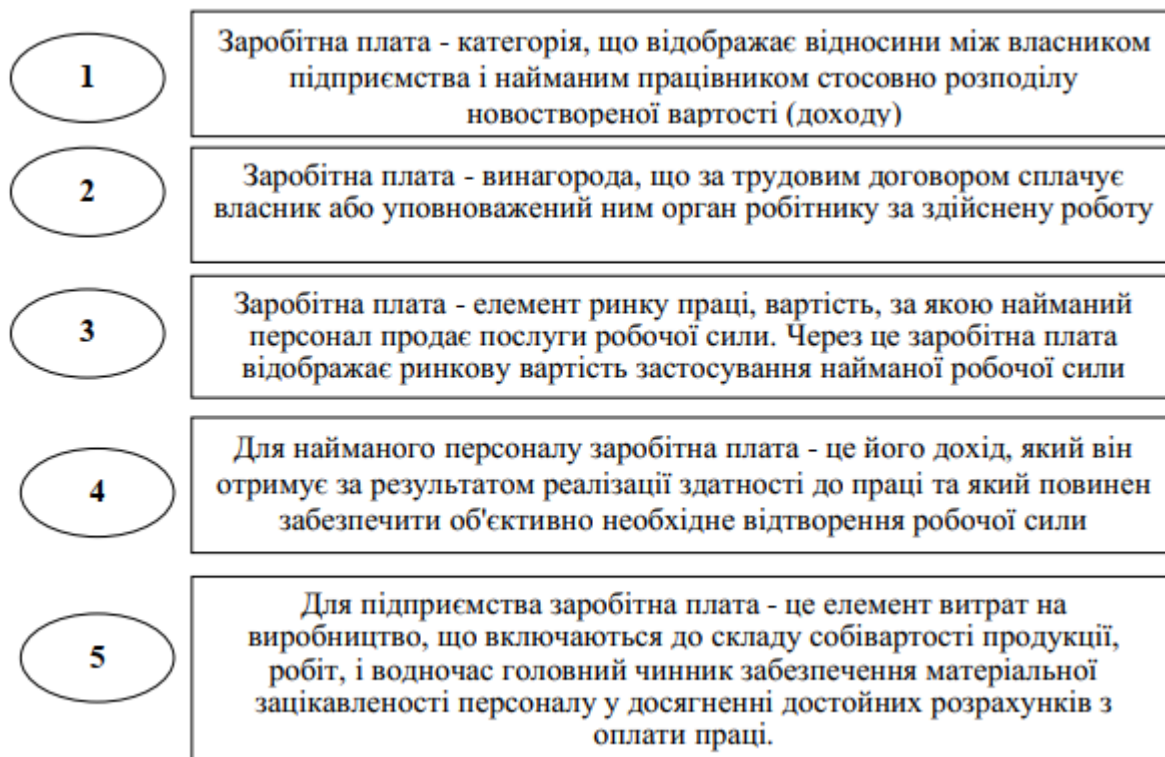 1
Заробітна плата - категорія, що відображає відносини між власником
підприємства і найманим працівником стосовно розподілу
новоствореної вартості (доходу)
2
Заробітна плата - винагорода, що за трудовим договором сплачує
власник або уповноважений ним орган робітнику за здійснену роботу
3
Заробітна плата - елемент ринку праці, вартість, за якою найманий
персонал продає послуги робочої сили. Через це заробітна плата
відображає ринкову вартість застосування найманої робочої сили
4
Для найманого персоналу заробітна плата - це його дохід, який він
отримує за результатом реалізації здатності до праці та який повинен
забезпечити об'єктивно необхідне відтворення робочої сили
5
Для підприємства заробітна плата - це елемент витрат на
виробництво, що включаються до складу собівартості продукції,
робіт, і водночас головний чинник забезпечення матеріальної
зацікавленості персоналу у досягненні достойних розрахунків з
оплати праці.